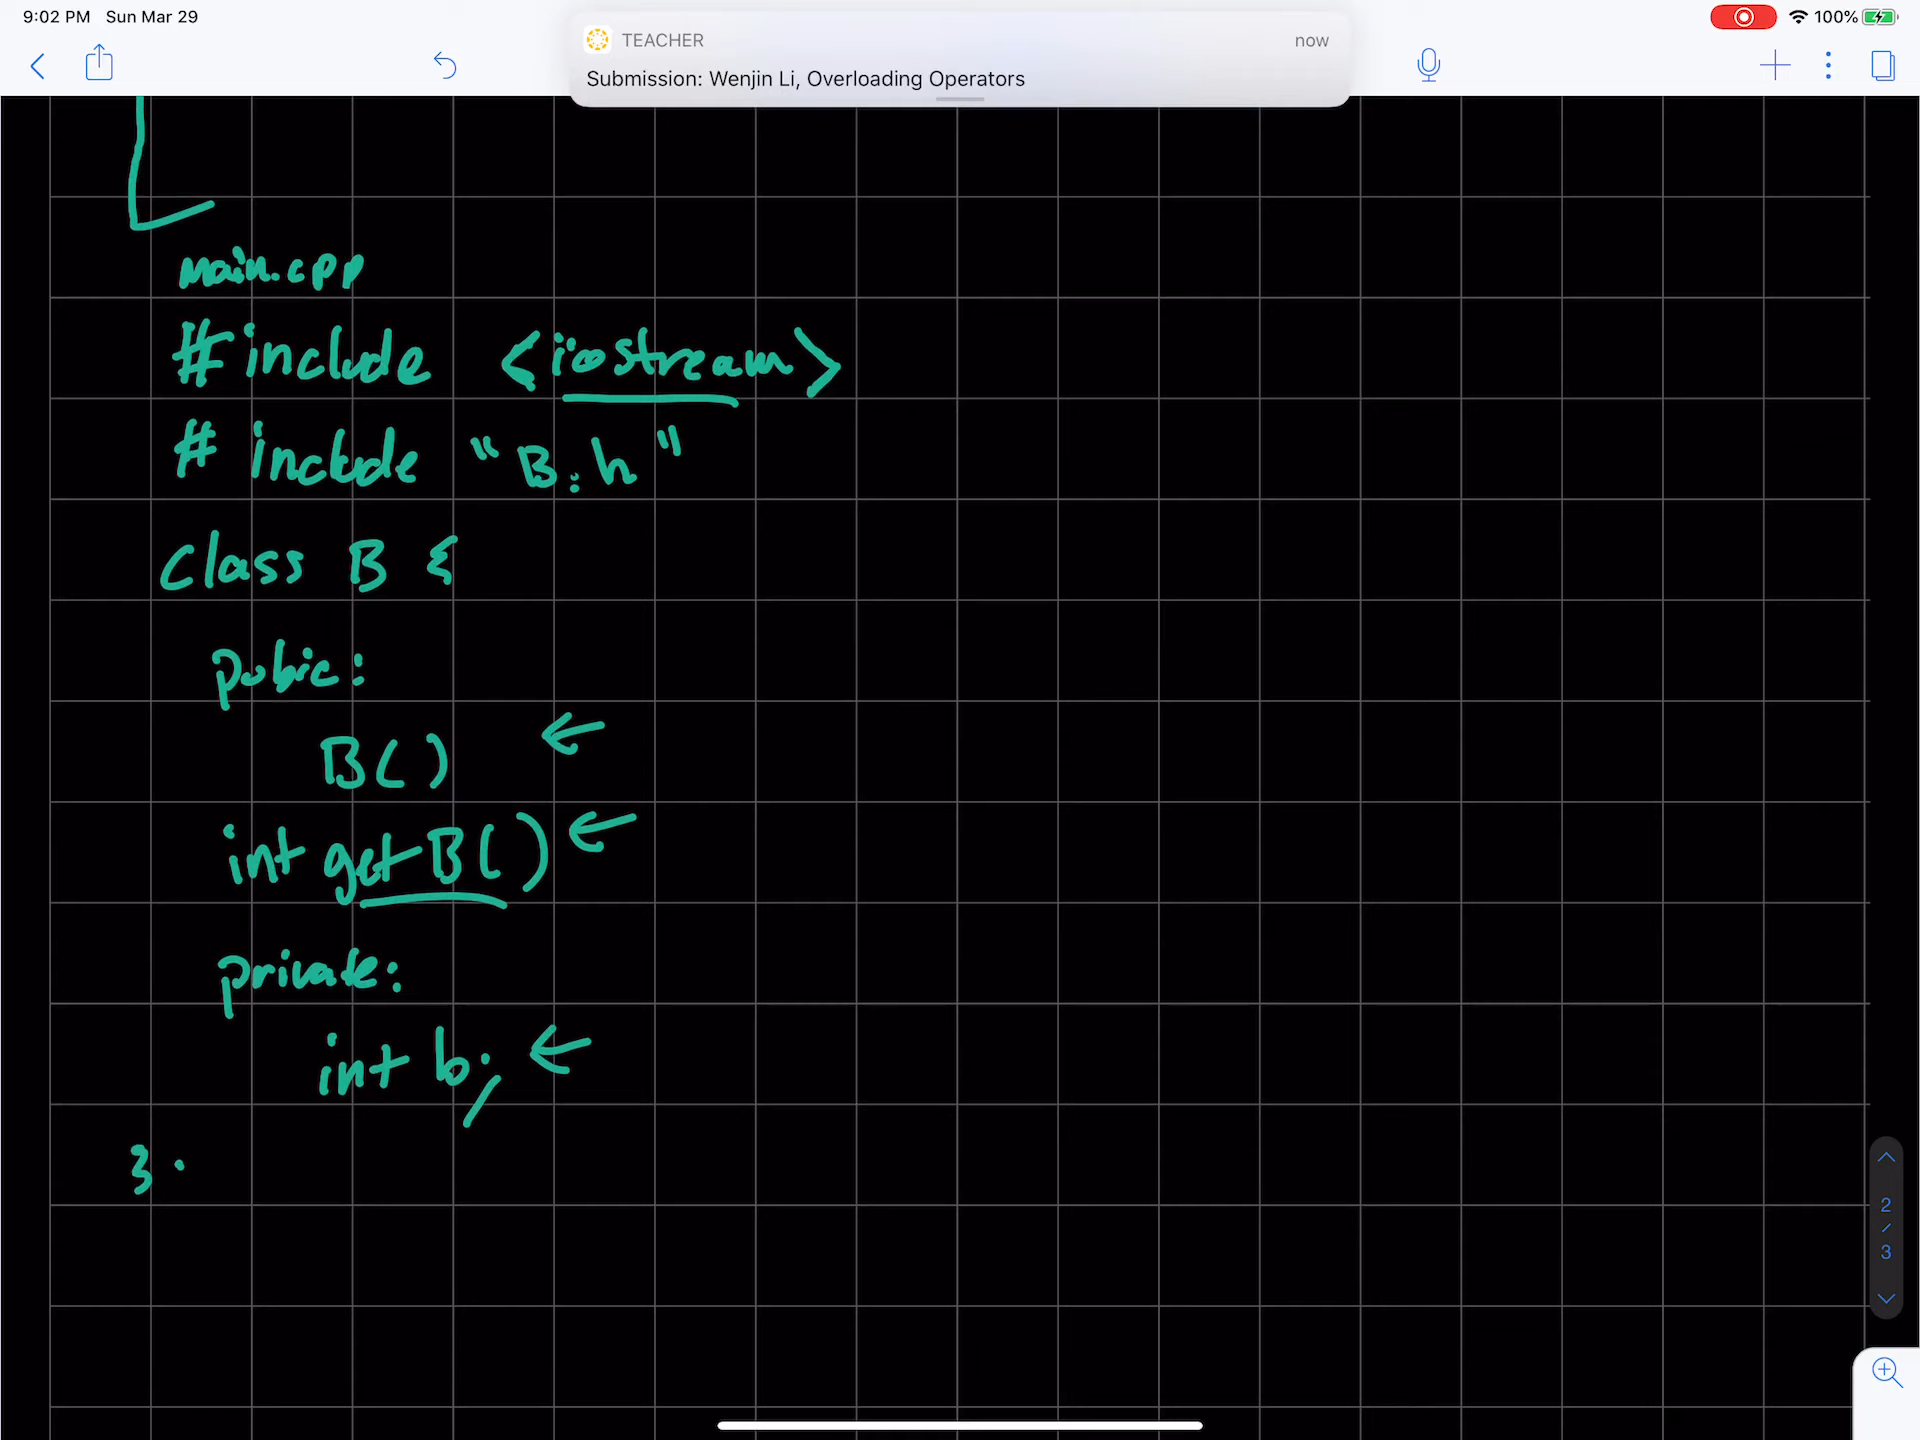 9:02 PM Sun Mar 29
100%
TEACHER
now
Submission: Wenjin Li, Overloading Operators
main.cpp
#include <iostream>
# include "B.h"
class B {
pubic:
B()
int getB()
private:
int b;
}.
2
/
3